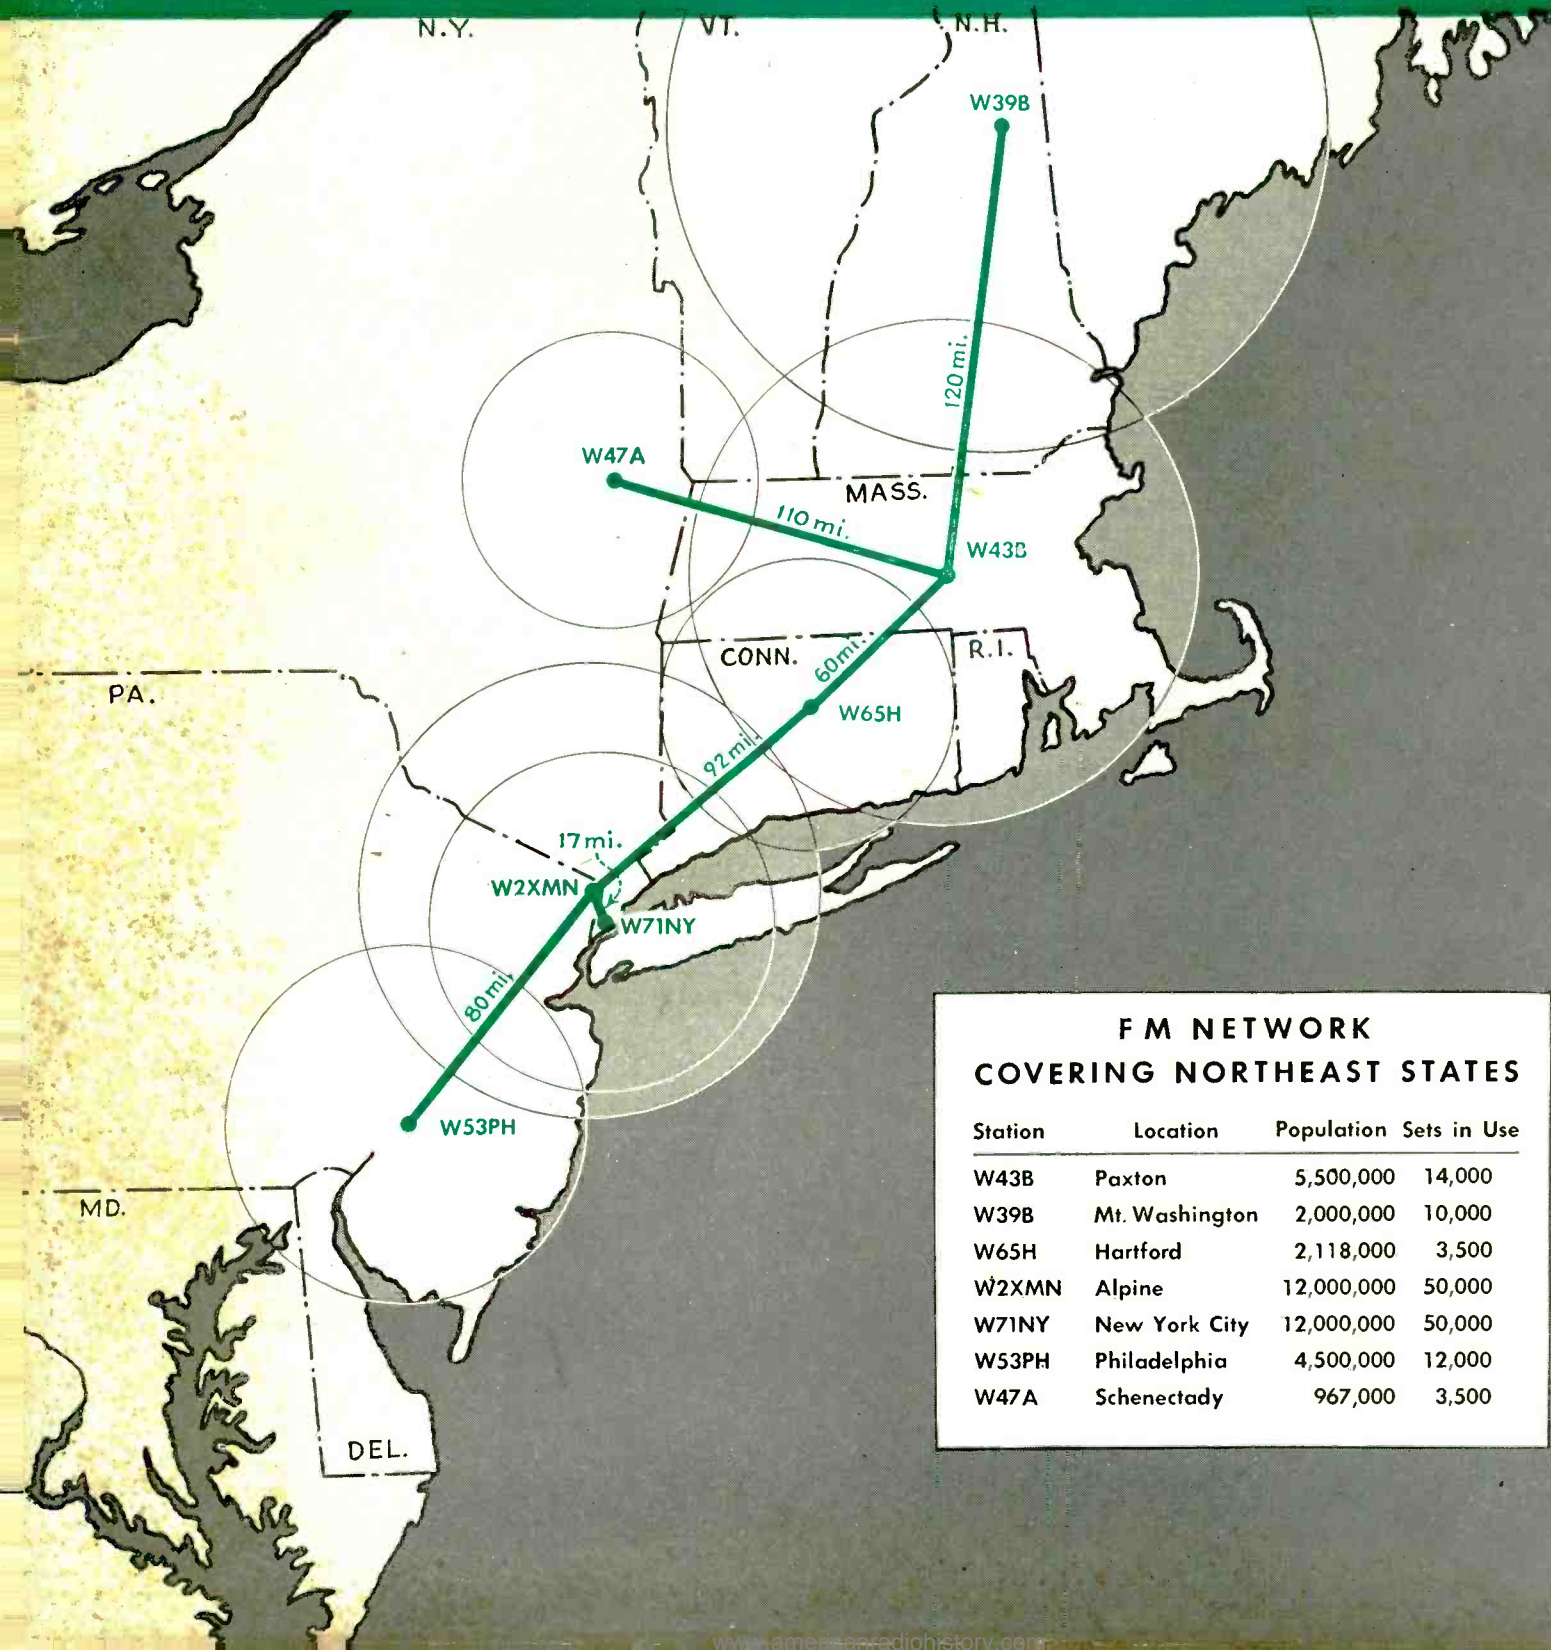 N.Y.
VT.
N.H.
W39B
120 mi.
W47A
MASS.
110 mi.
W43B
CONN.
R.I.
60 mi.
PA.
W65H
92 mi.
17 mi.
W2XMN
W71NY
80 mi.
W53PH
MD.
DEL.
FM NETWORK
COVERING NORTHEAST STATES
Station Location Population Sets in Use
W43B Paxton 5,500,000 14,000
W39B Mt. Washington 2,000,000 10,000
W65H Hartford 2,118,000 3,500
W2XMN Alpine 12,000,000 50,000
W71NY New York City 12,000,000 50,000
W53PH Philadelphia 4,500,000 12,000
W47A Schenectady 967,000 3,500
www.americanradiohistory.com